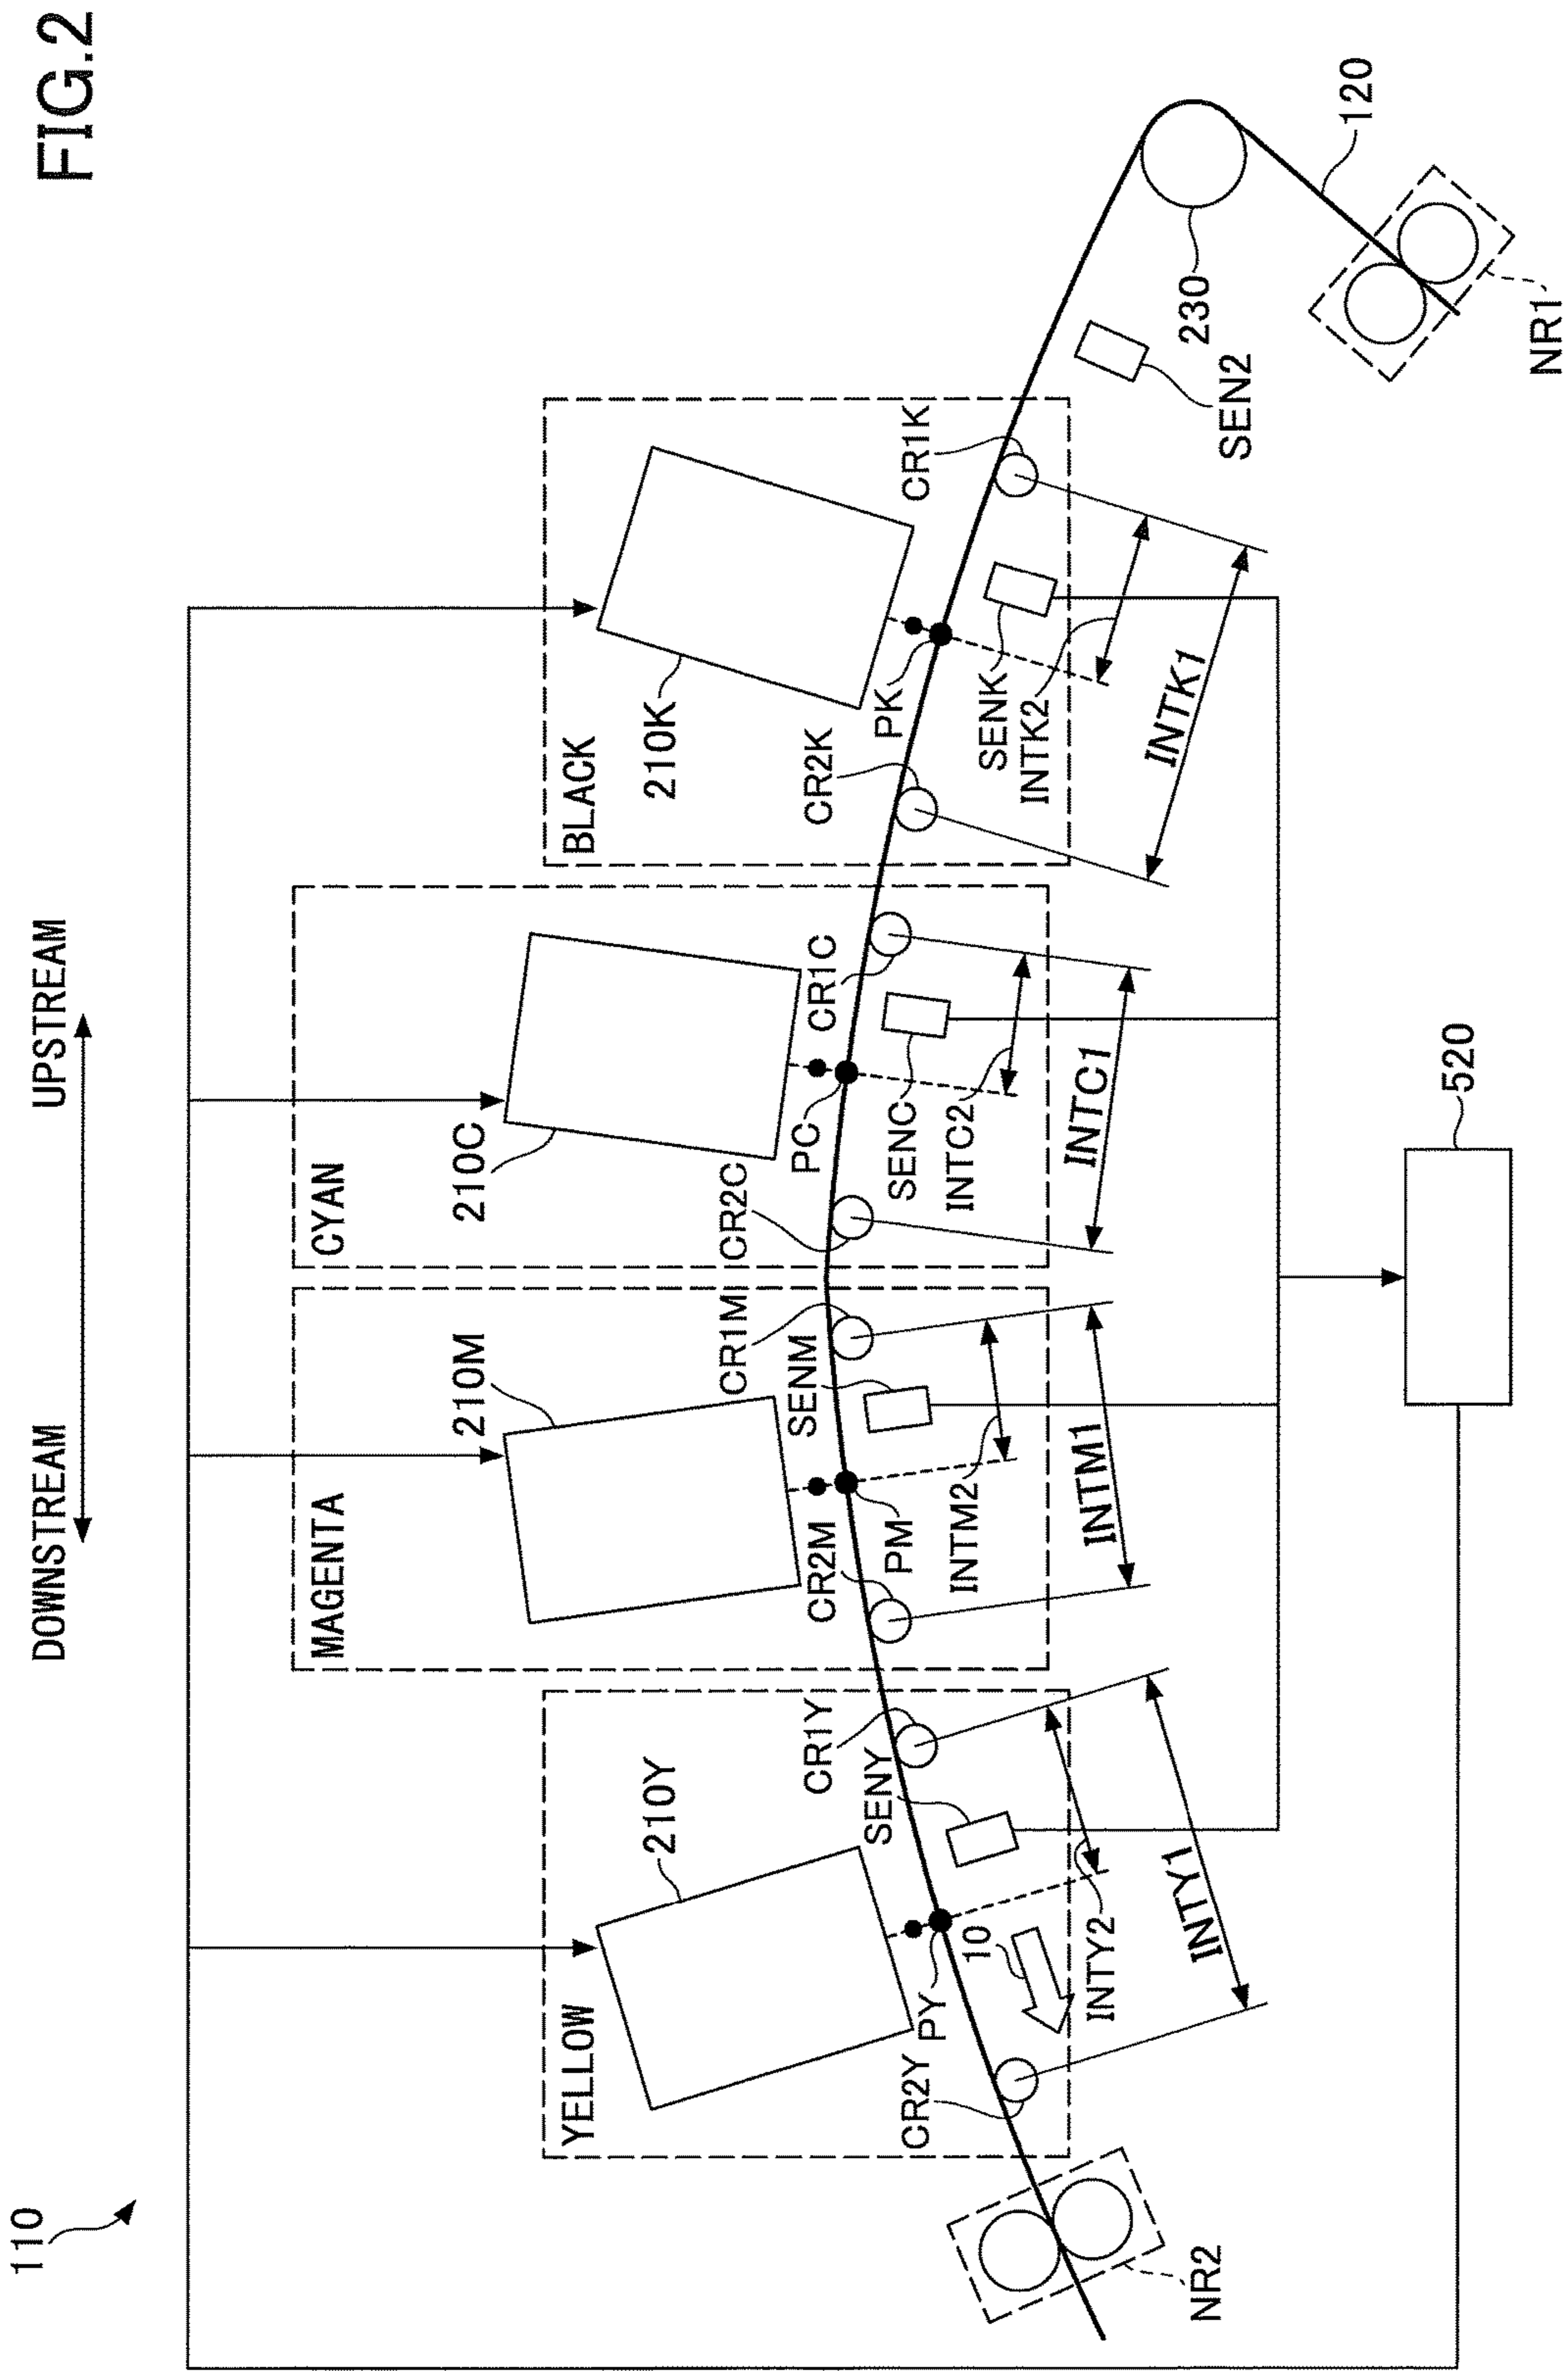 FIG.2
110
DOWNSTREAM
UPSTREAM
YELLOW
MAGENTA
CYAN
BLACK
210Y
210M
210C
210K
CR2Y
PY
10
SENY
CR1Y
INTY2
INTY1
CR2M
PM
SENM
CR1M
INTM2
INTM1
CR2C
PC
SENC
CR1C
INTC2
INTC1
CR2K
PK
SENK
CR1K
INTK2
INTK1
SEN2
230
120
NR1
NR2
520